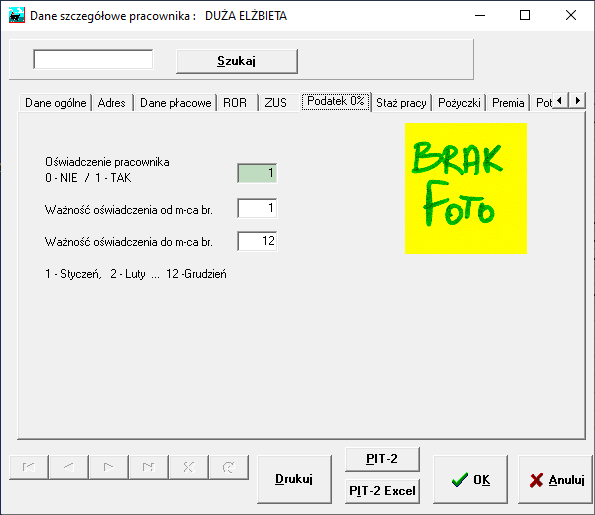 Dane szczegółowe pracownika : DUŻA ELŻBIETA
Szukaj
Dane ogólne Adres Dane płacowe ROR ZUS Podatek 0% Staż pracy Pożyczki Premia Pot
Oświadczenie pracownika
0 - NIE / 1 - TAK 1
Ważność oświadczenia od m-ca br. 1
Ważność oświadczenia do m-ca br. 12
1 - Styczeń, 2 - Luty ... 12 -Grudzień
BRAK
FOTO
Drukuj
PIT-2
PIT-2 Excel
OK
Anuluj